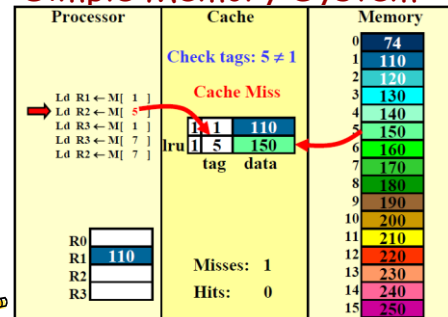 Simple Memory System
Processor
Cache
Memory
Check tags: 5 ≠ 1
Cache Miss
Ld R1 ← M[ 1 ]
Ld R2 ← M[ 5 ]
Ld R3 ← M[ 1 ]
Ld R3 ← M[ 7 ]
Ld R2 ← M[ 7 ]
1 1 110
lru 1 5 150
tag data
R0
R1 110
R2
R3
Misses: 1
Hits: 0
0 74
1 110
2 120
3 130
4 140
5 150
6 160
7 170
8 180
9 190
10 200
11 210
12 220
13 230
14 240
15 250